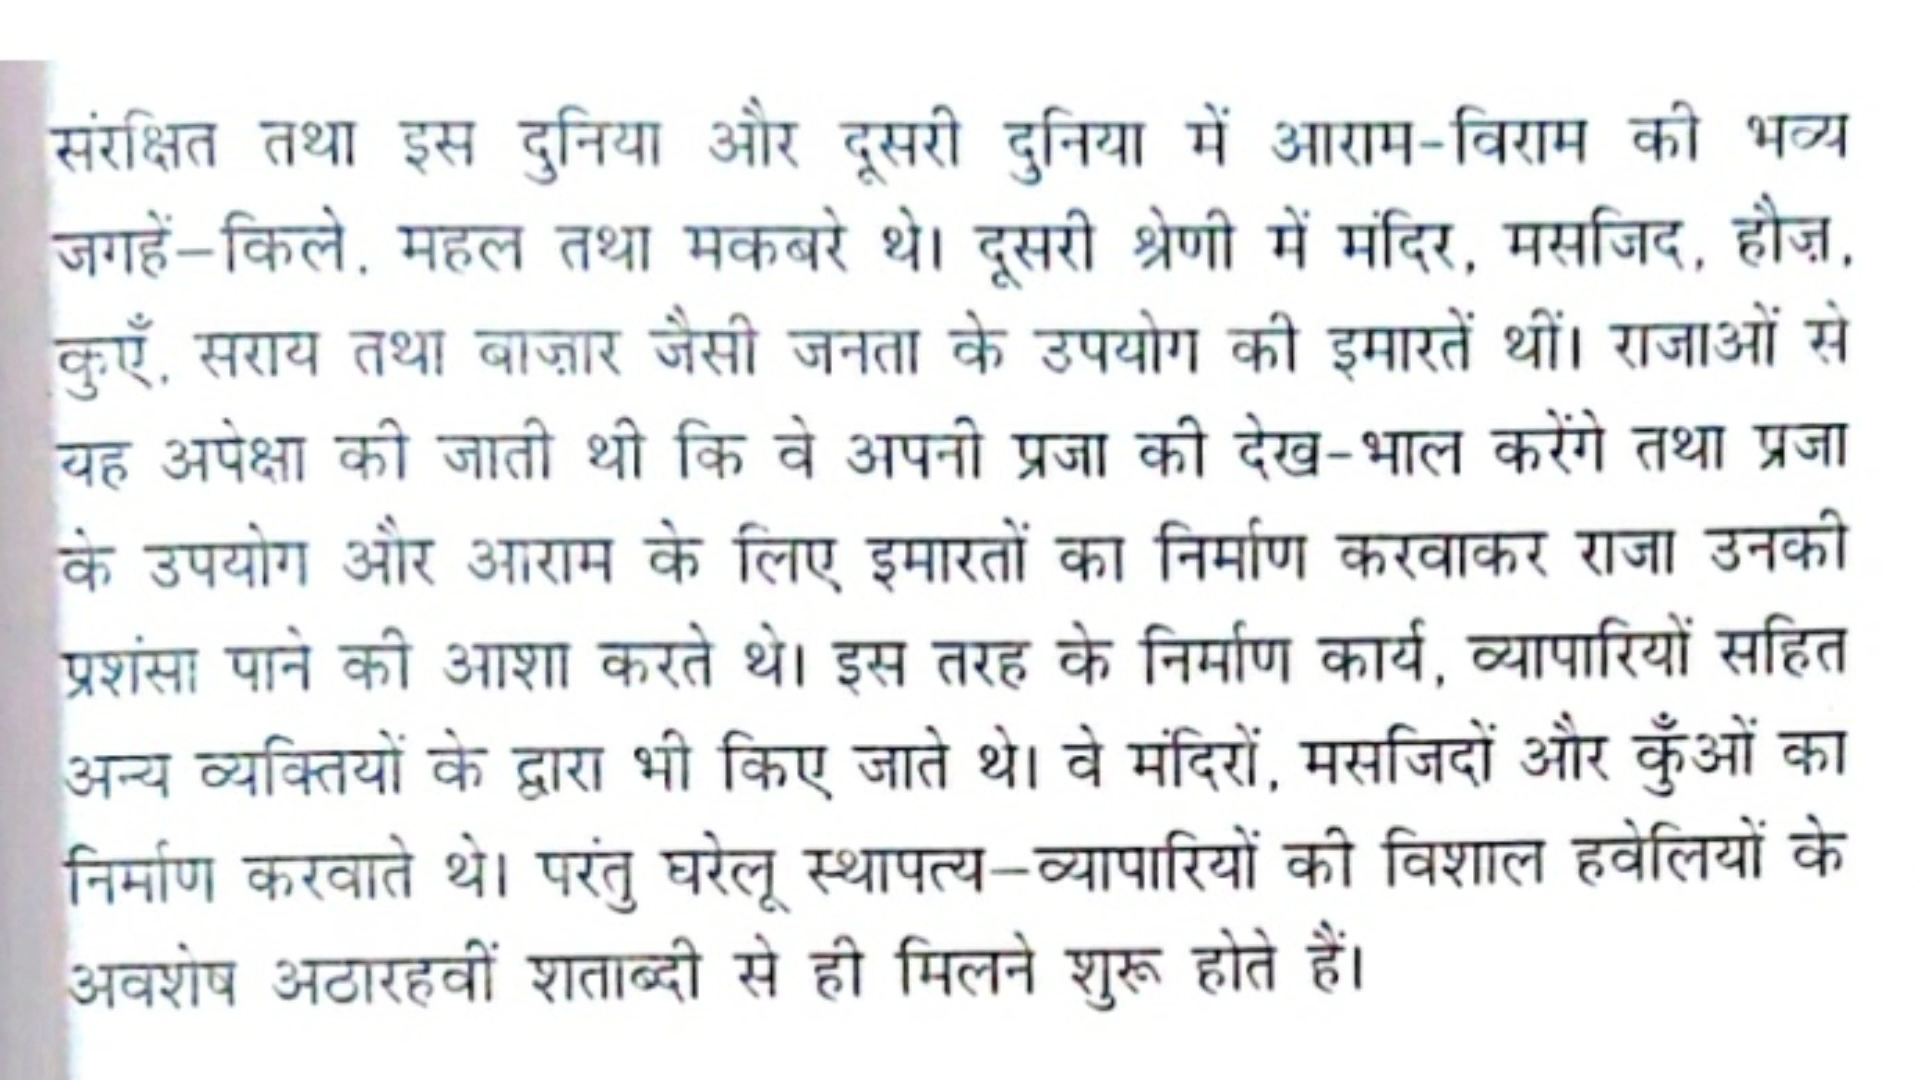 संरक्षित तथा इस दुनिया और दूसरी दुनिया में आराम-विराम की भव्य
जगहें–किले, महल तथा मकबरे थे। दूसरी श्रेणी में मंदिर, मसजिद, हौज़,
कुएँ, सराय तथा बाज़ार जैसी जनता के उपयोग की इमारतें थीं। राजाओं से
यह अपेक्षा की जाती थी कि वे अपनी प्रजा की देख-भाल करेंगे तथा प्रजा
के उपयोग और आराम के लिए इमारतों का निर्माण करवाकर राजा उनकी
प्रशंसा पाने की आशा करते थे। इस तरह के निर्माण कार्य, व्यापारियों सहित
अन्य व्यक्तियों के द्वारा भी किए जाते थे। वे मंदिरों, मसजिदों और कुँओं का
निर्माण करवाते थे। परंतु घरेलू स्थापत्य–व्यापारियों की विशाल हवेलियों के
अवशेष अठारहवीं शताब्दी से ही मिलने शुरू होते हैं।